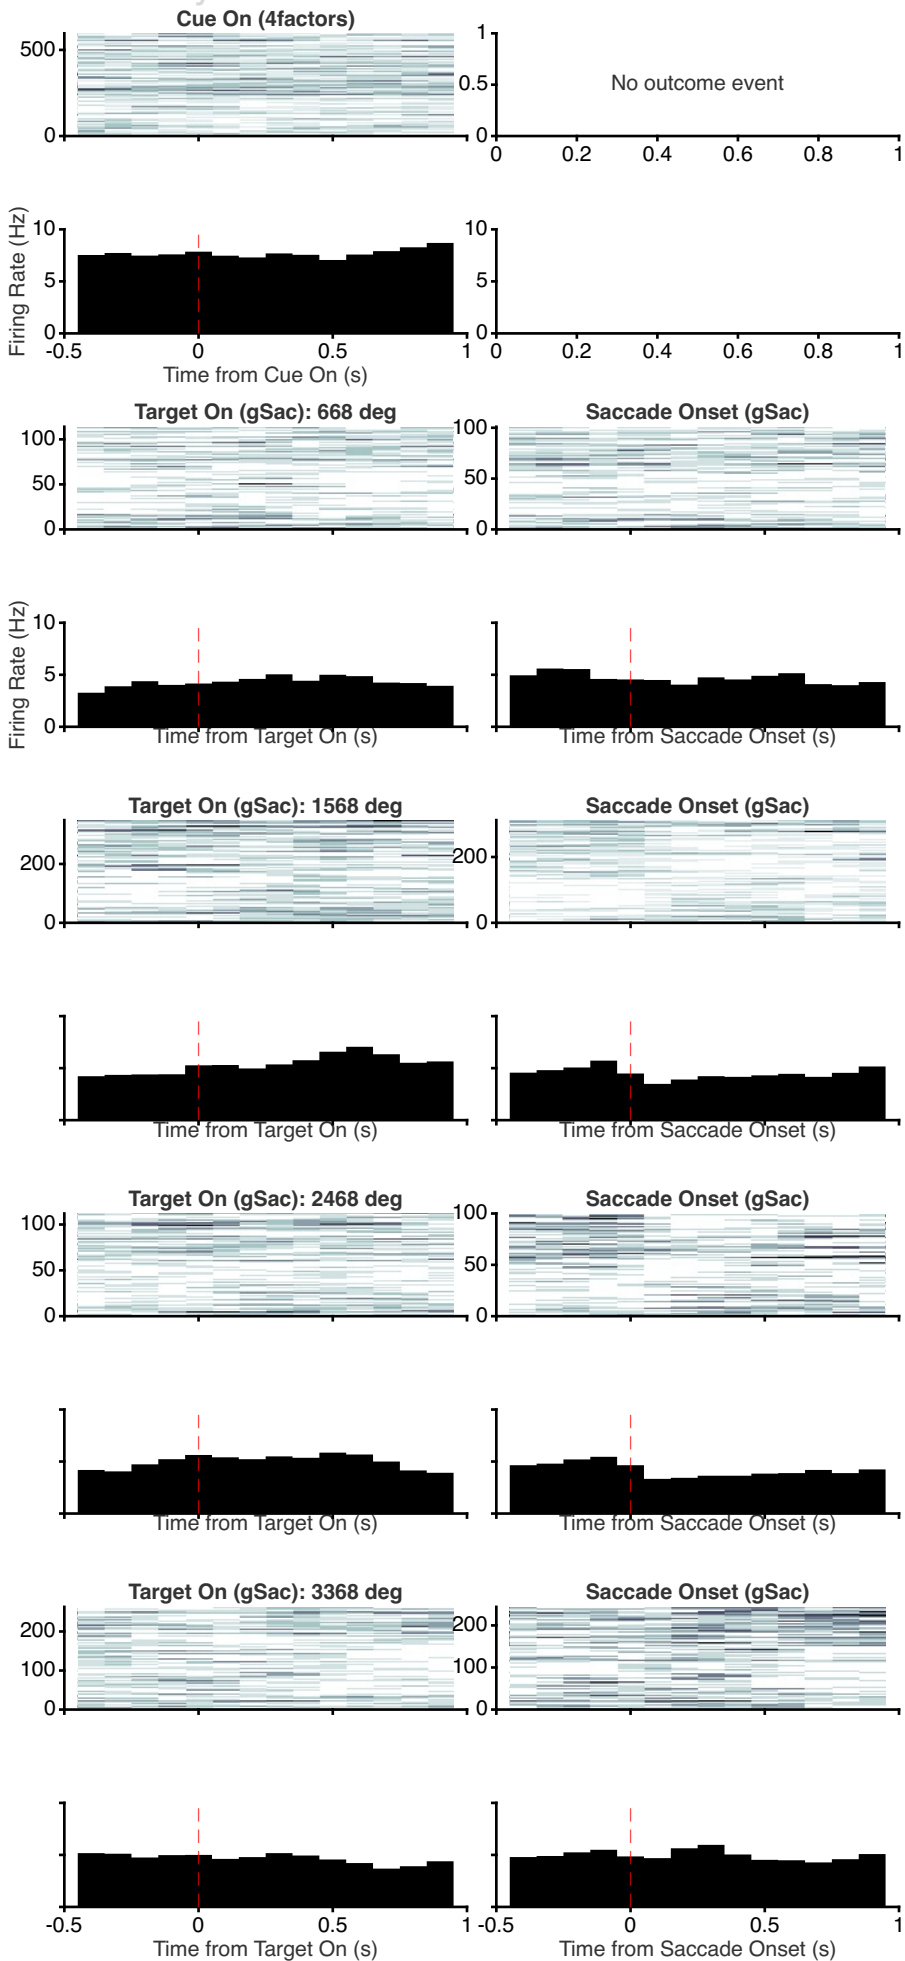 Cue On (4factors)
500
0
1
0.5
0
No outcome event
0 0.2 0.4 0.6 0.8 1
Firing Rate (Hz)
10
5
0
-0.5 0 0.5 1
Time from Cue On (s)
10
5
0
0 0.2 0.4 0.6 0.8 1
Target On (gSac): 668 deg
100
50
0
Saccade Onset (gSac)
100
50
0
Firing Rate (Hz)
10
5
0
Time from Target On (s)
Time from Saccade Onset (s)
Target On (gSac): 1568 deg
200
0
Saccade Onset (gSac)
200
0
Time from Target On (s)
Time from Saccade Onset (s)
Target On (gSac): 2468 deg
100
50
0
Saccade Onset (gSac)
100
50
0
Time from Target On (s)
Time from Saccade Onset (s)
Target On (gSac): 3368 deg
200
100
0
Saccade Onset (gSac)
200
100
0
-0.5 0 0.5 1
Time from Target On (s)
-0.5 0 0.5 1
Time from Saccade Onset (s)